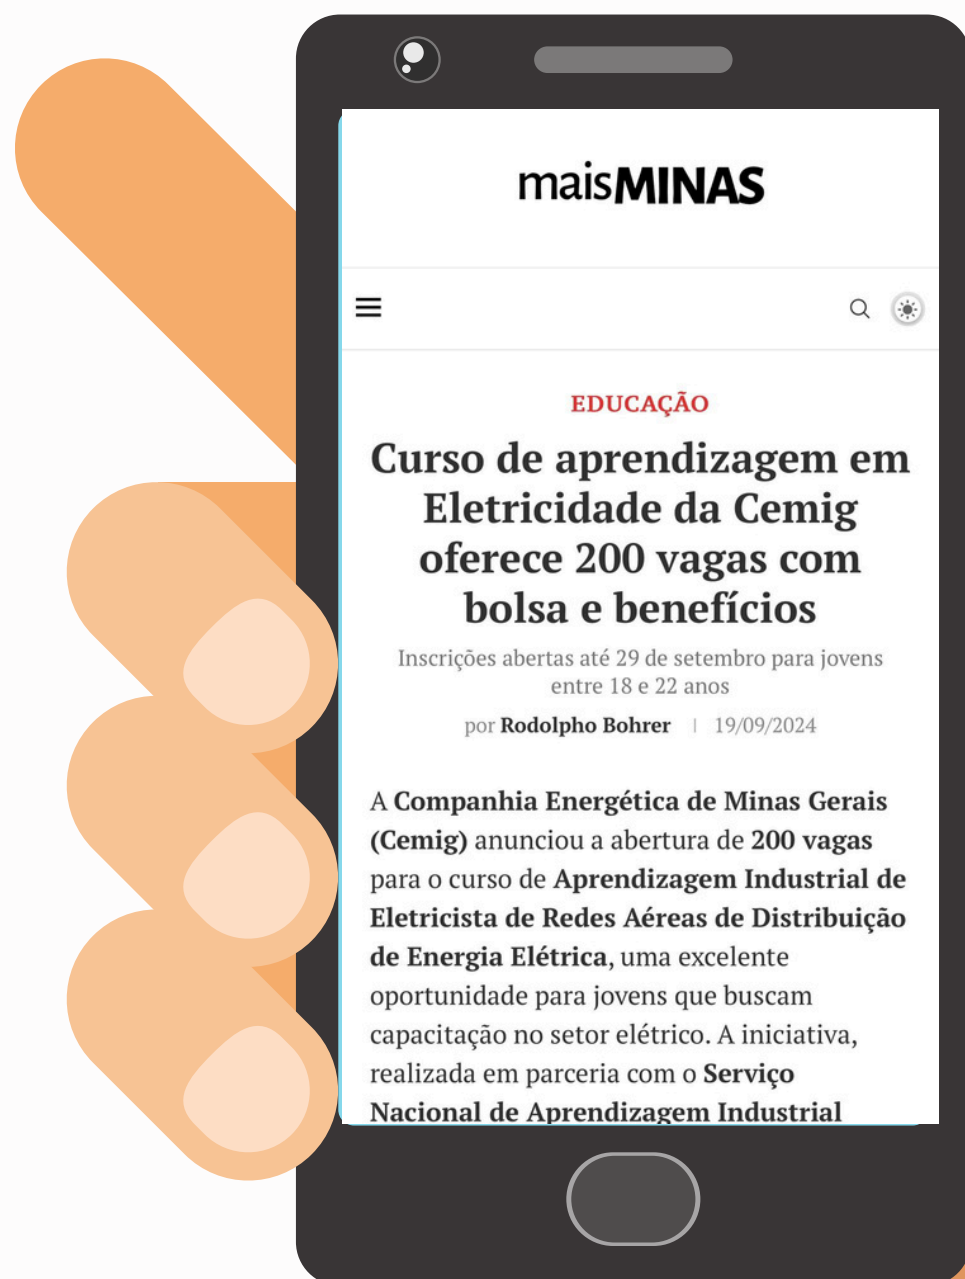 maisMINAS
EDUCAÇÃO
Curso de aprendizagem em
Eletricidade da Cemig
oferece 200 vagas com
bolsa e benefícios
Inscrições abertas até 29 de setembro para jovens
entre 18 e 22 anos
por Rodolpho Bohrer | 19/09/2024
A Companhia Energética de Minas Gerais
(Cemig) anunciou a abertura de 200 vagas
para o curso de Aprendizagem Industrial de
Eletricista de Redes Aéreas de Distribuição
de Energia Elétrica, uma excelente
oportunidade para jovens que buscam
capacitação no setor elétrico. A iniciativa,
realizada em parceria com o Serviço
Nacional de Aprendizagem Industrial